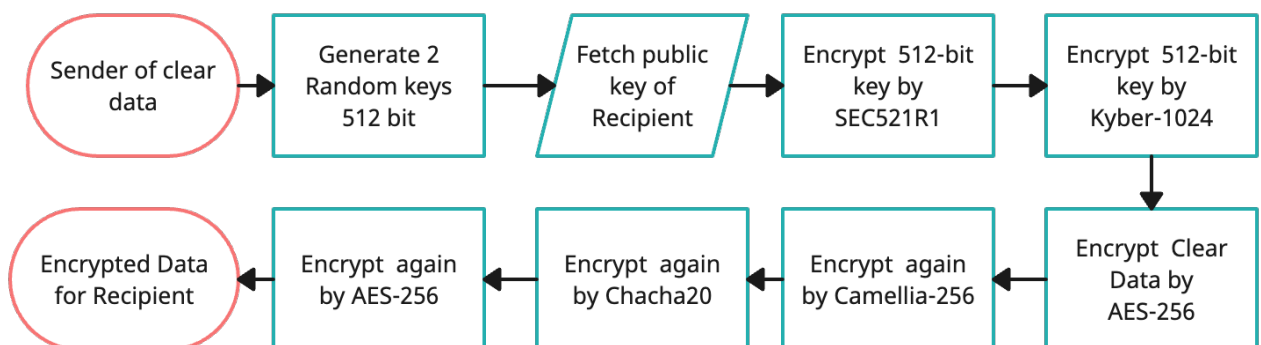 Sender of clear
data
Generate 2
Random keys
512 bit
Fetch public
key of
Recipient
Encrypt 512-bit
key by
SEC521R1
Encrypt 512-bit
key by
Kyber-1024
Encrypt Clear
Data by
AES-256
Encrypt again
by Camellia-256
Encrypt again
by Chacha20
Encrypt again
by AES-256
Encrypted Data
for Recipient